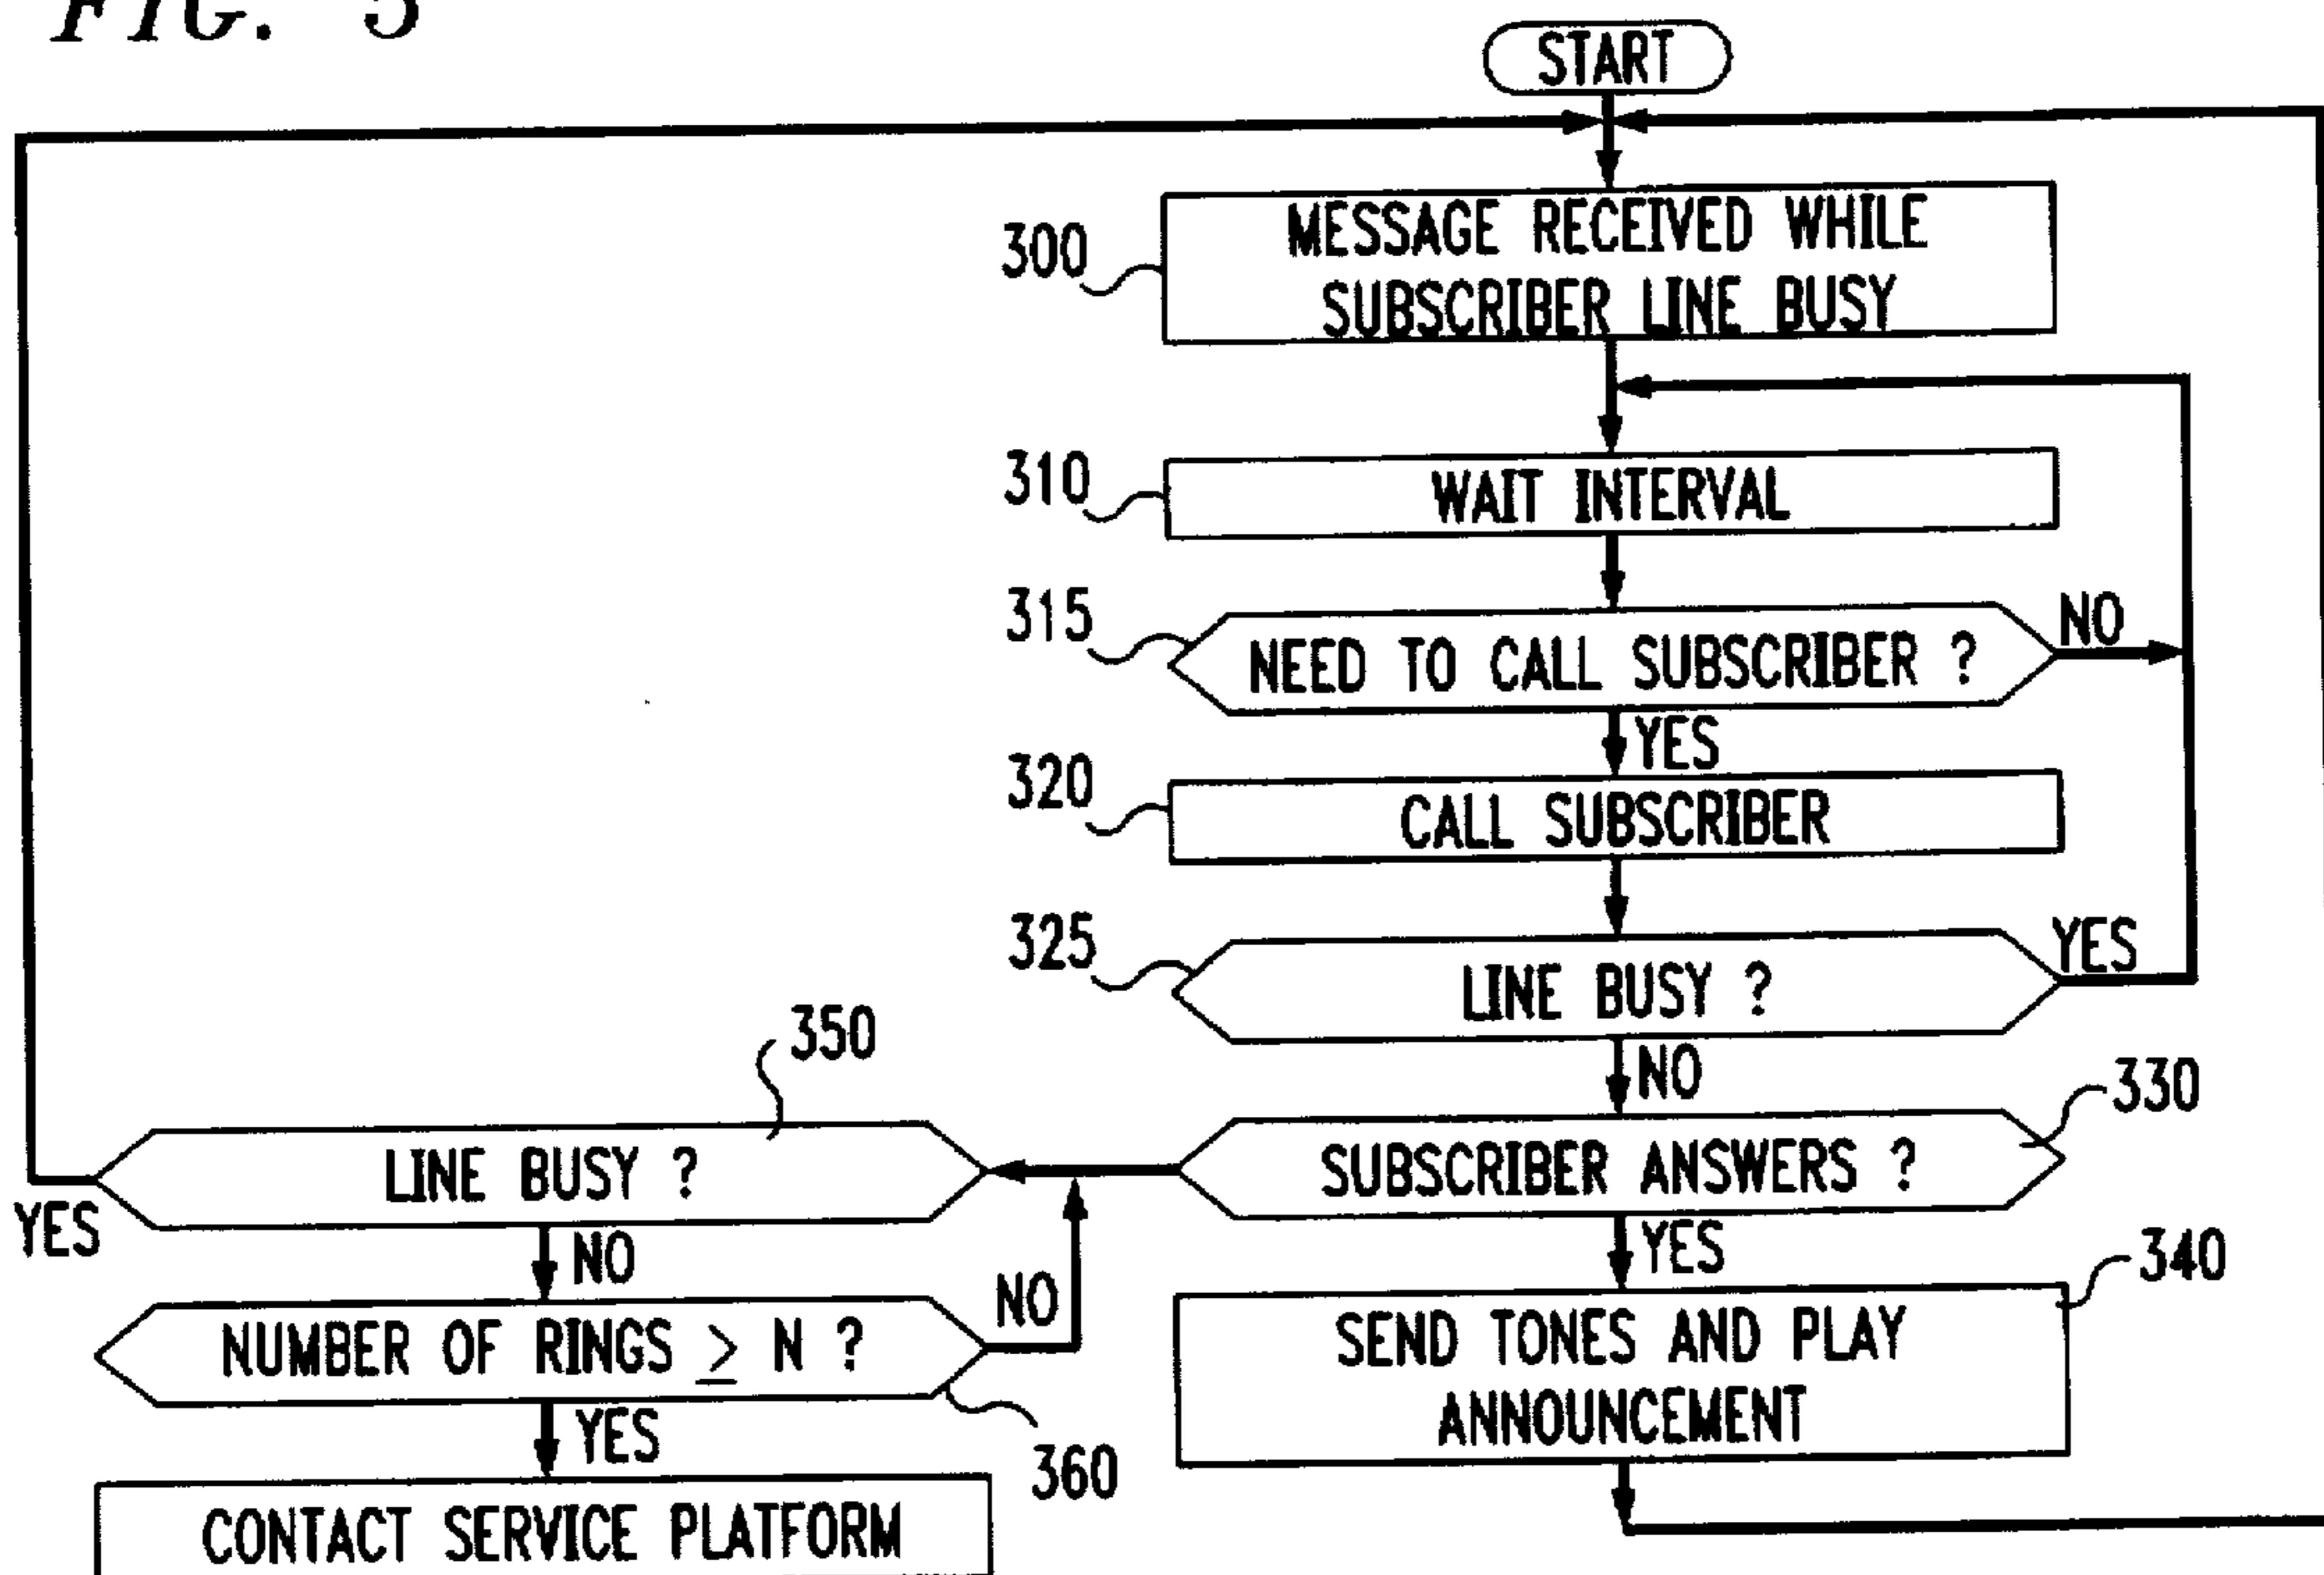 FIG. 5
START
300
MESSAGE RECEIVED WHILE
SUBSCRIBER LINE BUSY
310
WAIT INTERVAL
315
NEED TO CALL SUBSCRIBER ?
NO
YES
320
CALL SUBSCRIBER
325
LINE BUSY ?
YES
NO
350
330
LINE BUSY ?
SUBSCRIBER ANSWERS ?
YES
NO
YES
340
NUMBER OF RINGS ≥ N ?
NO
SEND TONES AND PLAY
ANNOUNCEMENT
YES
360
CONTACT SERVICE PLATFORM